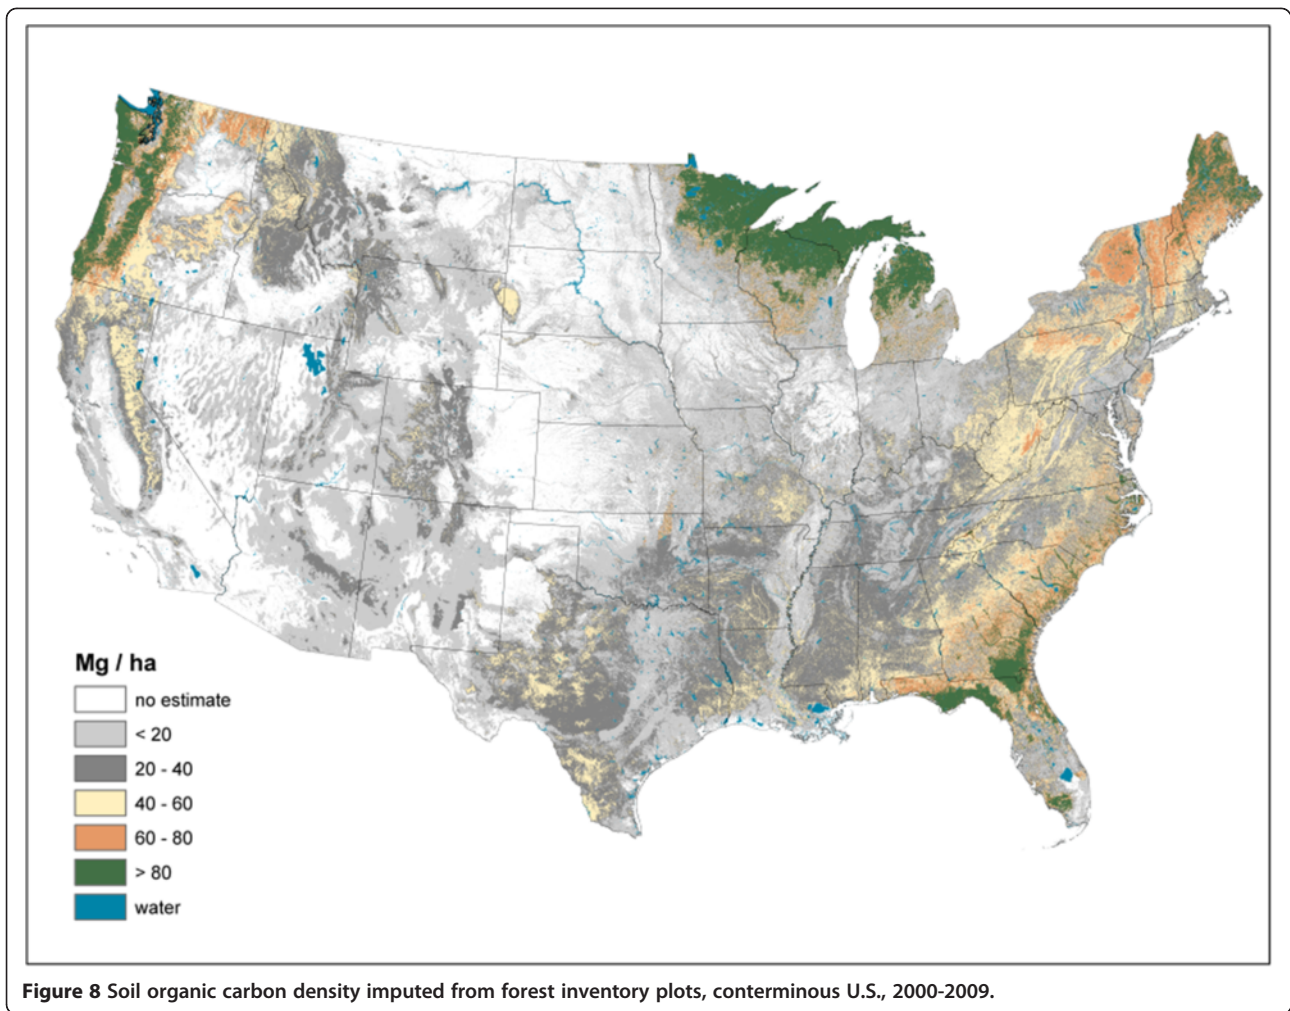 Mg / ha
no estimate
< 20
20 - 40
40 - 60
60 - 80
> 80
water
Figure 8 Soil organic carbon density imputed from forest inventory plots, conterminous U.S., 2000-2009.